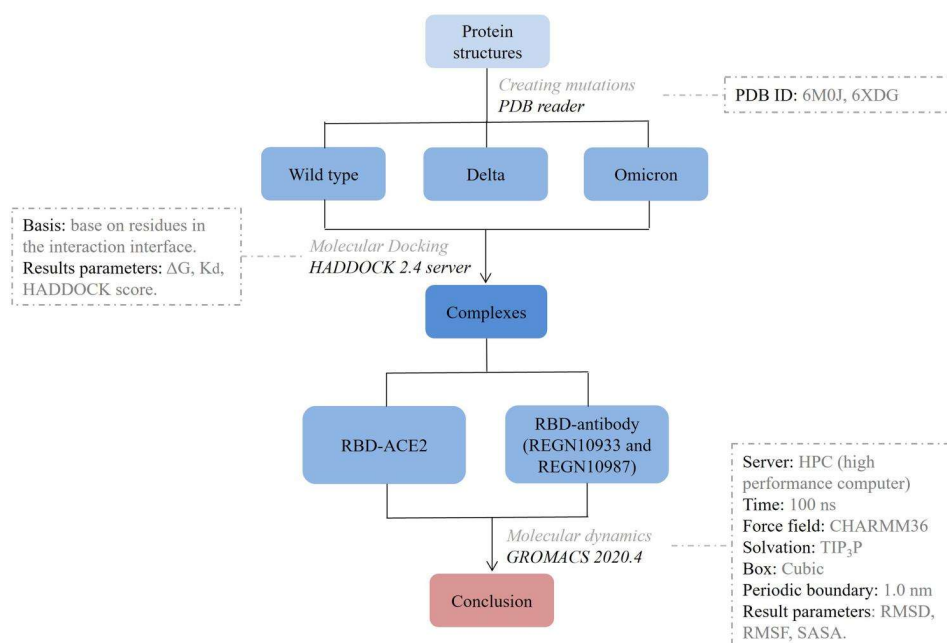 Protein
structures
Creating mutations
PDB reader
PDB ID: 6M0J, 6XDG
Wild type
Delta
Omicron
Basis: base on residues in
the interaction interface.
Results parameters: ΔG, Kd,
HADDOCK score.
Molecular Docking
HADDOCK 2.4 server
Complexes
RBD-ACE2
RBD-antibody
(REGN10933 and
REGN10987)
Server: HPC (high
performance computer)
Time: 100 ns
Force field: CHARMM36
Solvation: TIP₃P
Box: Cubic
Periodic boundary: 1.0 nm
Result parameters: RMSD,
RMSF, SASA.
Molecular dynamics
GROMACS 2020.4
Conclusion